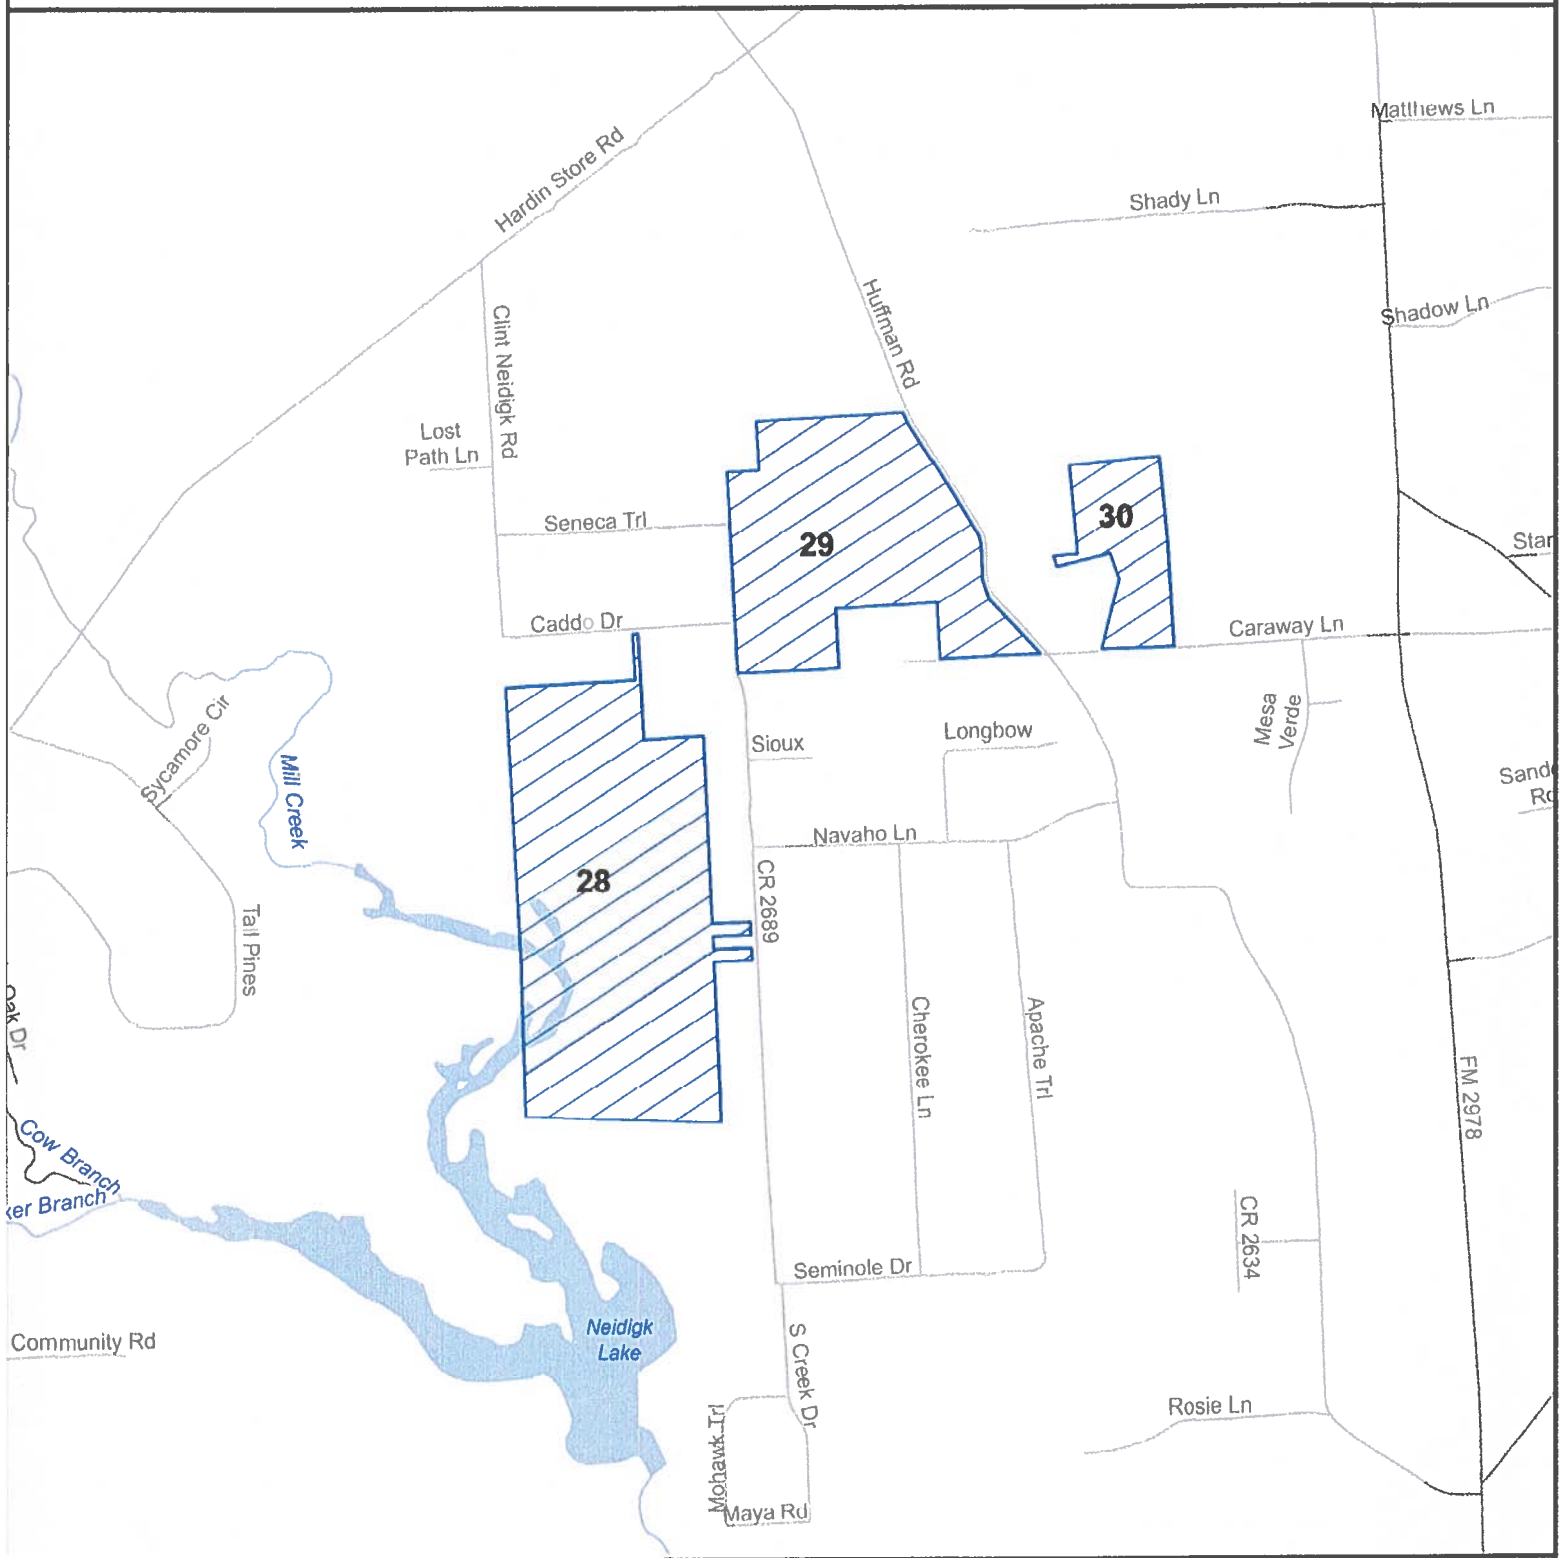 Matthews Ln
Hardin Store Rd
Shady Ln
Huffman Rd
Shadow Ln
Clint Neidigk Rd
Lost
Path Ln
Seneca Trl
29
30
Star
Caddo Dr
Caraway Ln
Sycamore Cir
Mill Creek
Sioux
Longbow
Mesa
Verde
Sand
Navaho Ln
28
CR 2689
Tall Pines
Oak Dr
Cherokee Ln
Apache Trl
FM 2978
Cow Branch
ker Branch
CR 2634
Seminole Dr
Neidigk
Lake
Community Rd
S Creek Dr
Rosie Ln
Mohawk Trl
Maya Rd